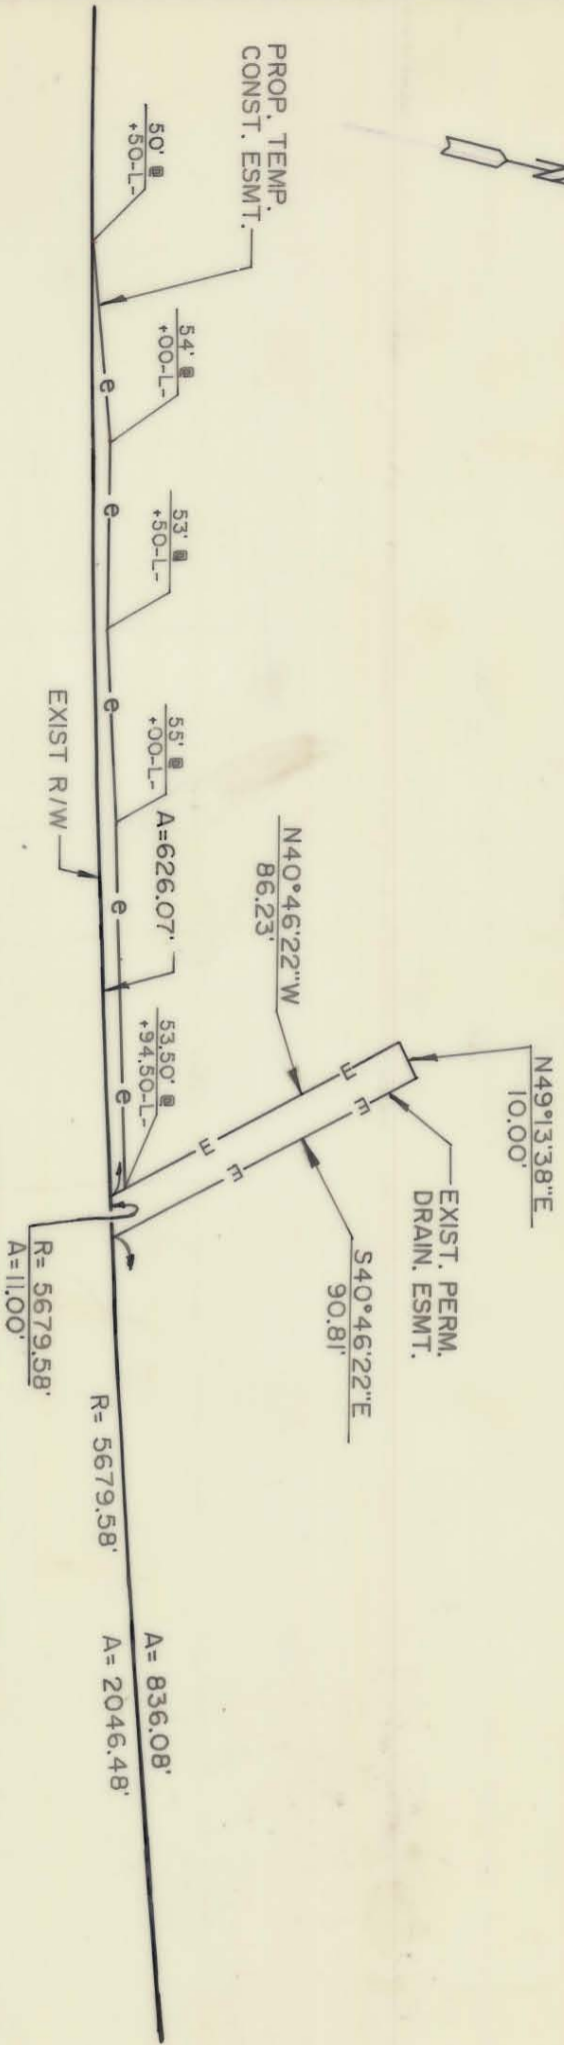 N
PROP. TEMP.
CONST. ESMT.
50' @
+50-L-
54' @
+00-L-
53' @
+50-L-
55' @
+00-L-
A=626.07'
53.50' @
+94.50-L-
e
e
e
e
e
EXIST R/W
N40°46'22"W
86.23'
N49°13'38"E
10.00'
EXIST. PERM.
DRAIN. ESMT.
S40°46'22"E
90.81'
E
E
E
E
R= 5679.58'
A=11.00'
R= 5679.58'
A= 836.08'
A= 2046.48'